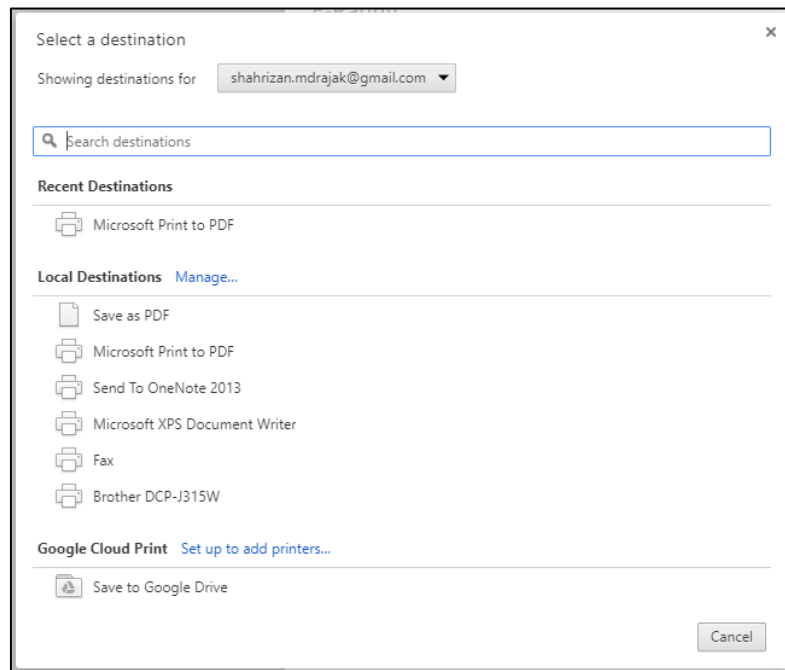 Select a destination
Showing destinations for shahrizan.mdrajak@gmail.com
Search destinations
Recent Destinations
Microsoft Print to PDF
Local Destinations Manage...
Save as PDF
Microsoft Print to PDF
Send To OneNote 2013
Microsoft XPS Document Writer
Fax
Brother DCP-J315W
Google Cloud Print Set up to add printers...
Save to Google Drive
Cancel